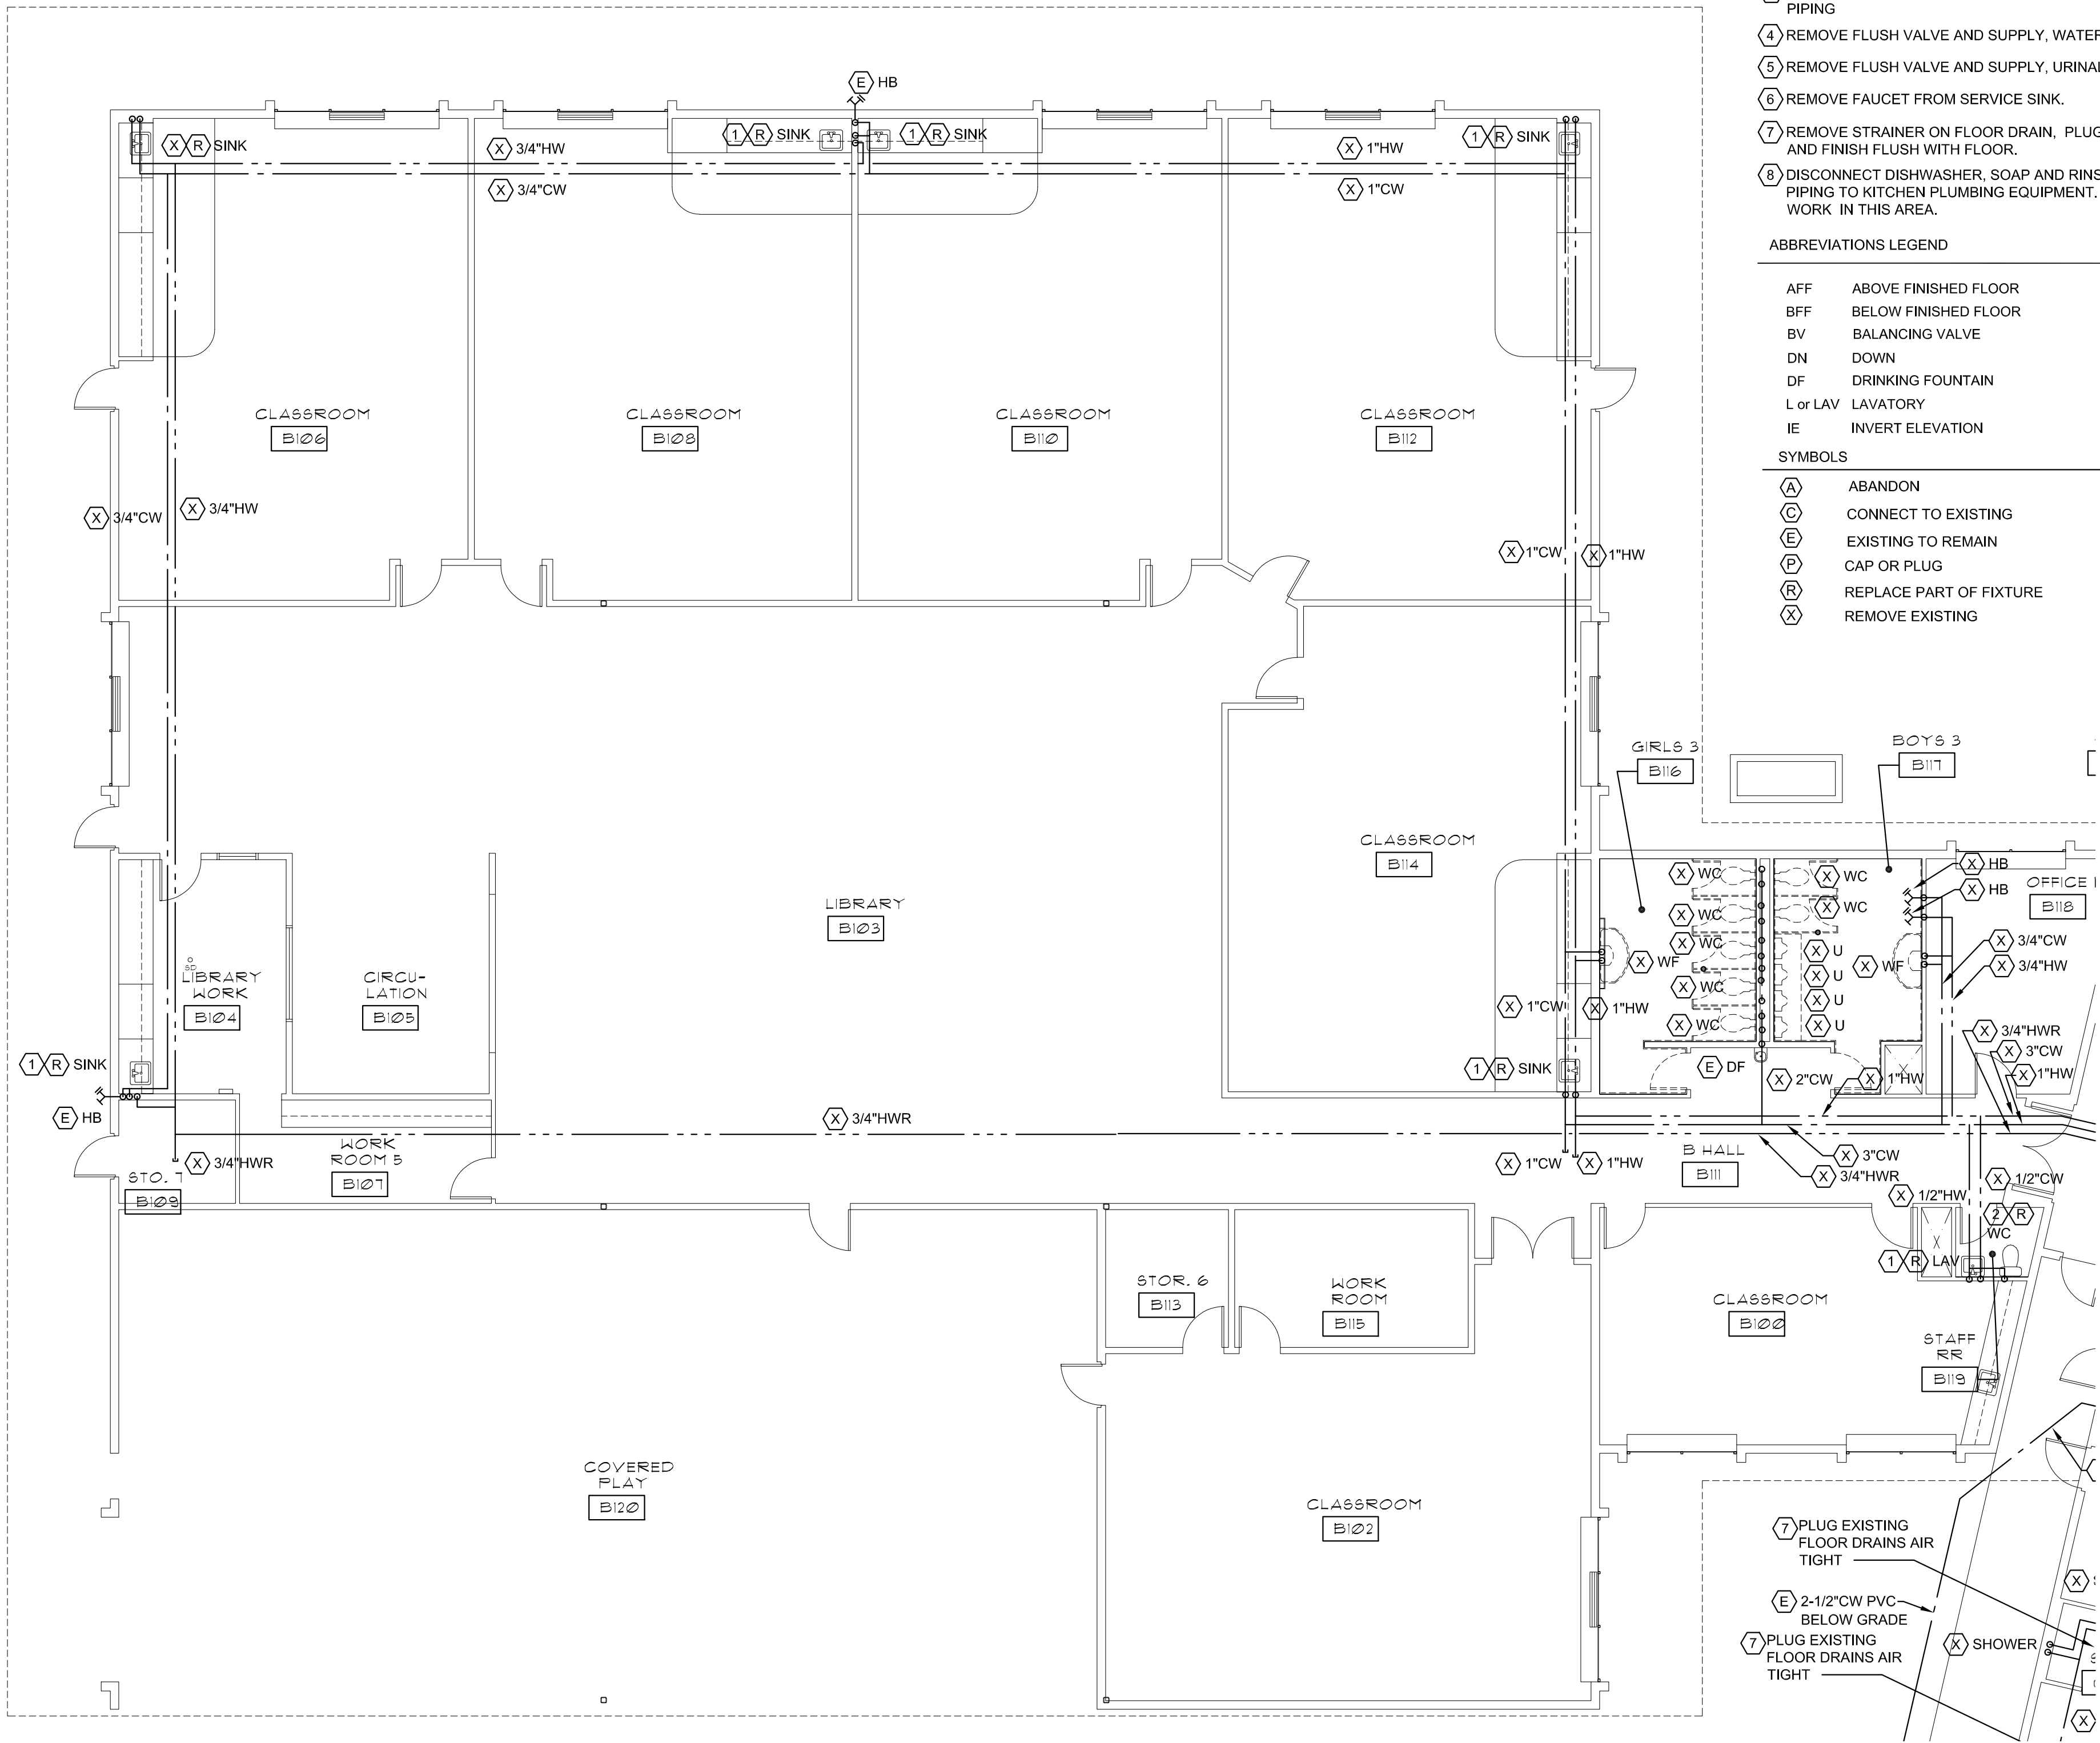 PIPING
4 REMOVE FLUSH VALVE AND SUPPLY, WATER
5 REMOVE FLUSH VALVE AND SUPPLY, URINAL
6 REMOVE FAUCET FROM SERVICE SINK.
7 REMOVE STRAINER ON FLOOR DRAIN, PLUG
AND FINISH FLUSH WITH FLOOR.
8 DISCONNECT DISHWASHER, SOAP AND RINS
PIPING TO KITCHEN PLUMBING EQUIPMENT.
WORK IN THIS AREA.
ABBREVIATIONS LEGEND
AFF ABOVE FINISHED FLOOR
BFF BELOW FINISHED FLOOR
BV BALANCING VALVE
DN DOWN
DF DRINKING FOUNTAIN
L or LAV LAVATORY
IE INVERT ELEVATION
SYMBOLS
A ABANDON
C CONNECT TO EXISTING
E EXISTING TO REMAIN
P CAP OR PLUG
R REPLACE PART OF FIXTURE
X REMOVE EXISTING
E HB
X R SINK
X 3/4"HW
X 3/4"CW
1 R SINK
1 R SINK
X 1"HW
X 1"CW
1 R SINK
CLASSROOM
B106
CLASSROOM
B108
CLASSROOM
B110
CLASSROOM
B112
X 3/4"CW
X 3/4"HW
X 1"CW
X 1"HW
GIRLS 3
B116
BOYS 3
B117
CLASSROOM
B114
LIBRARY
B103
SD
LIBRARY
WORK
B104
CIRCU-
LATION
B105
X WC
X WC
X WC
X WC
X WC
X WF
X WC
X WC
X U
X U
X U
X U
X WF
X HB
X HB
OFFICE
B118
X 3/4"CW
X 3/4"HW
X 1"CW
X 1"HW
X 3/4"HWR
X 3"CW
X 1"HW
1 R SINK
E HB
1 R SINK
E DF
X 2"CW
X 1"HW
X 3/4"HWR
X 3/4"HWR
WORK
ROOM 5
B107
STO. 7
B109
X 1"CW
X 1"HW
B HALL
B111
X 3"CW
X 3/4"HWR
X 1/2"HW
X 1/2"CW
2 R
WC
1 R LAV
X
X
STOR. 6
B113
WORK
ROOM
B115
CLASSROOM
B100
STAFF
RR
B119
COVERED
PLAY
B120
CLASSROOM
B102
7 PLUG EXISTING
FLOOR DRAINS AIR
TIGHT
E 2-1/2"CW PVC
BELOW GRADE
7 PLUG EXISTING
FLOOR DRAINS AIR
TIGHT
X SHOWER
X
X